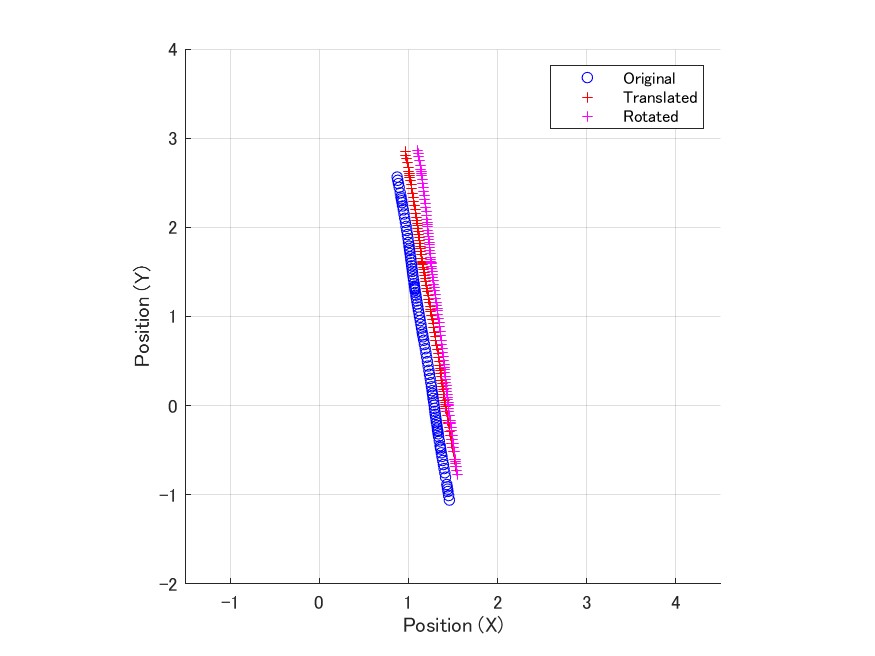 4
3
2
1
0
−1
−2
−1
0
1
2
3
4
Position (Y)
Position (X)
Original
Translated
Rotated